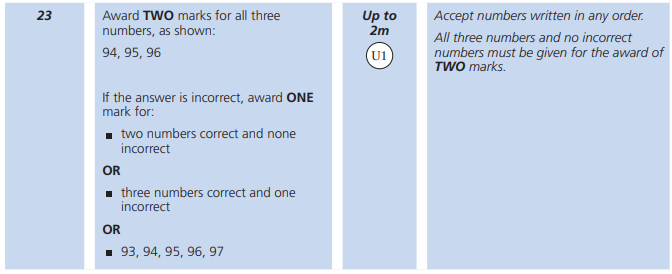 23
Award TWO marks for all three
numbers, as shown:
94, 95, 96
If the answer is incorrect, award ONE
mark for:
■ two numbers correct and none
incorrect
OR
■ three numbers correct and one
incorrect
OR
■ 93, 94, 95, 96, 97
Up to
2m
U1
Accept numbers written in any order.
All three numbers and no incorrect
numbers must be given for the award of
TWO marks.